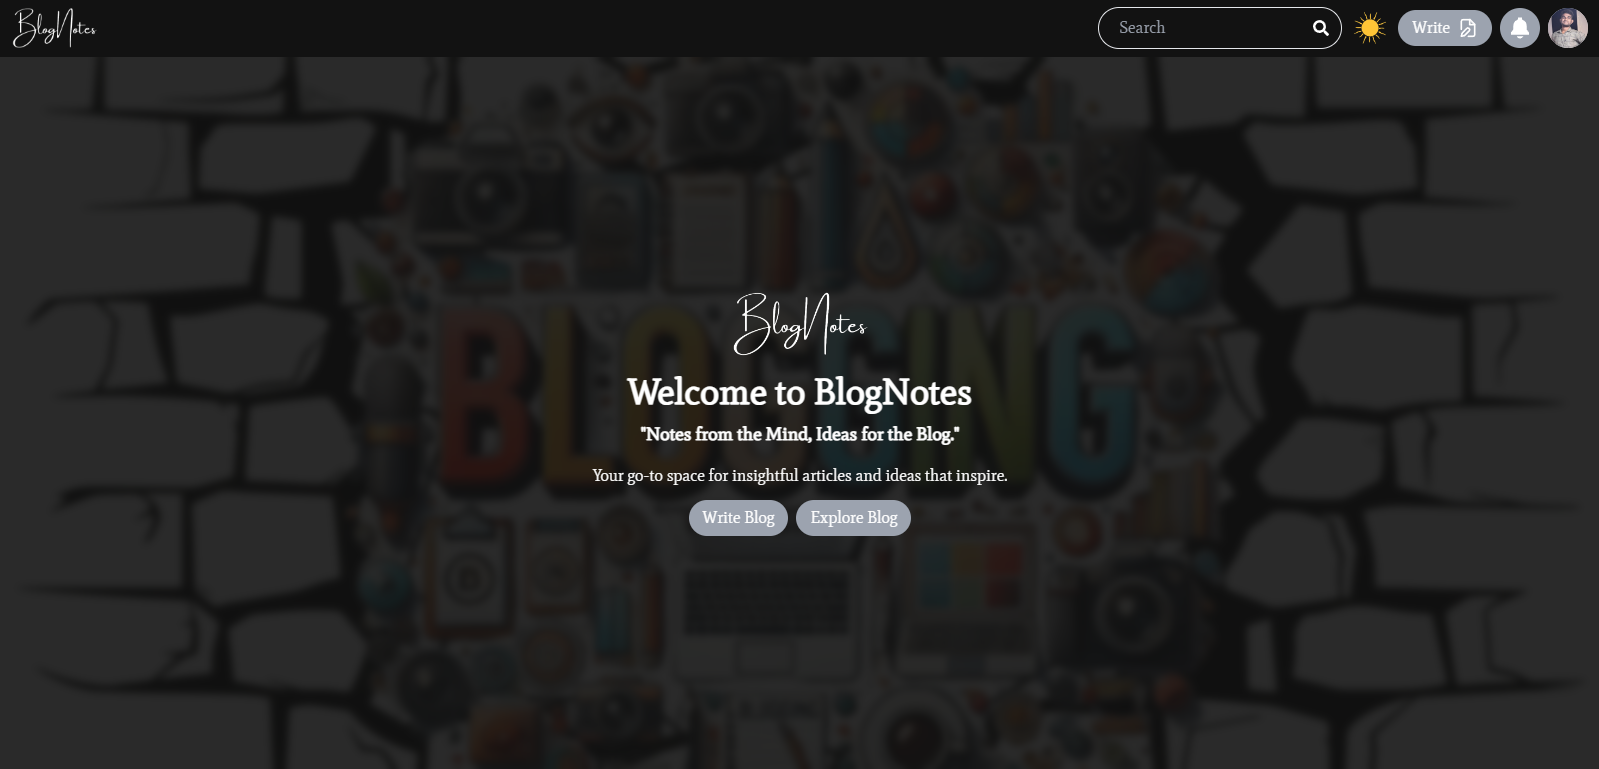 BlogNotes
Search
Write
BLOGGING
BlogNotes
Welcome to BlogNotes
"Notes from the Mind, Ideas for the Blog."
Your go-to space for insightful articles and ideas that inspire.
Write Blog
Explore Blog